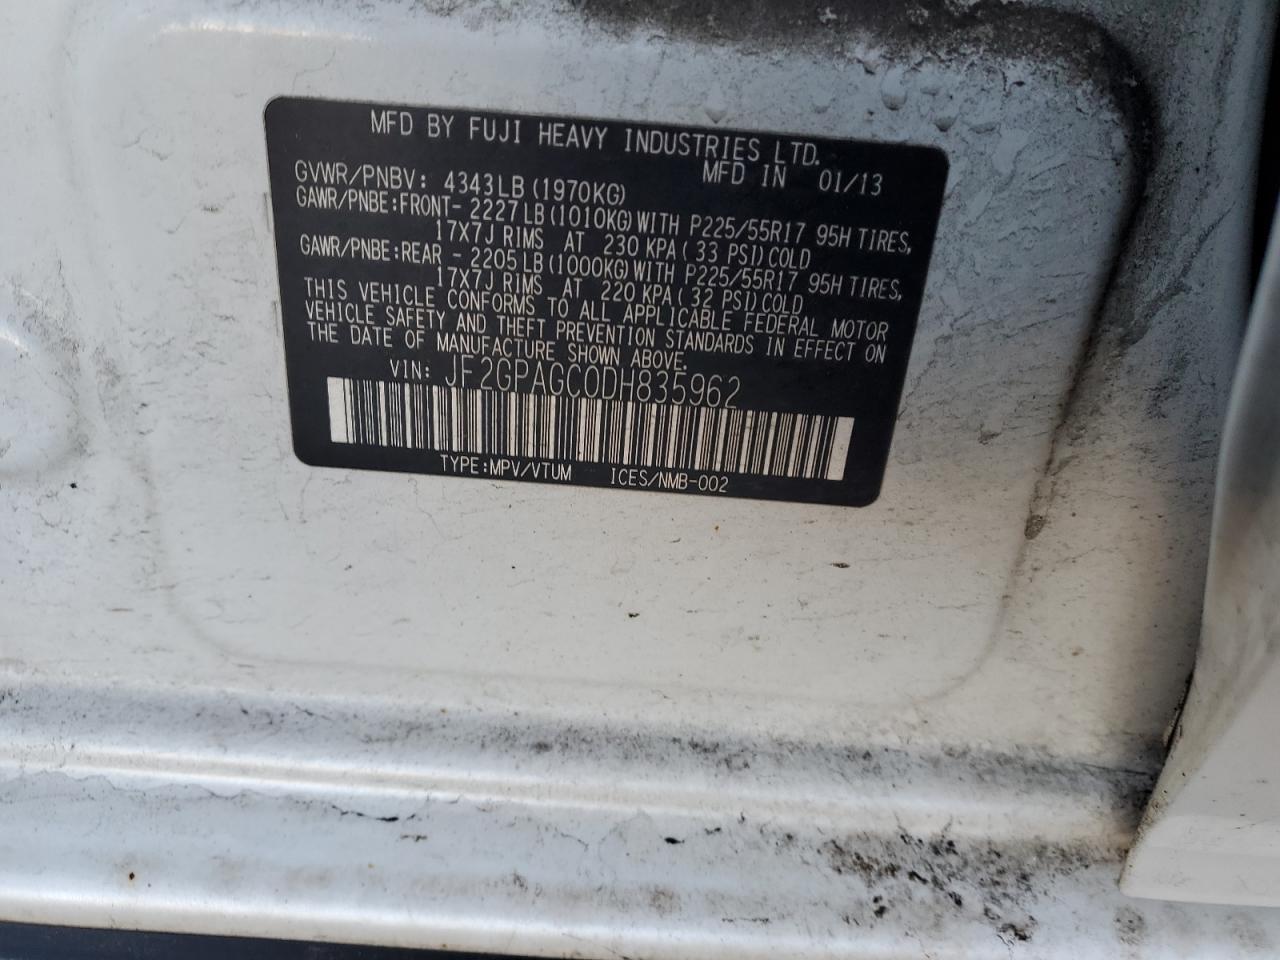 MFD BY FUJI HEAVY INDUSTRIES LTD.
MFD IN 01/13
GVWR/PNBV: 4343LB(1970KG)
GAWR/PNBE:FRONT- 2227LB(1010KG)WITH P225/55R17 95H TIRES,
17X7J RIMS AT 230 KPA( 33 PSI)COLD
GAWR/PNBE:REAR - 2205LB(1000KG)WITH P225/55R17 95H TIRES,
17X7J RIMS AT 220 KPA( 32 PSI)COLD
THIS VEHICLE CONFORMS TO ALL APPLICABLE FEDERAL MOTOR
VEHICLE SAFETY AND THEFT PREVENTION STANDARDS IN EFFECT ON
THE DATE OF MANUFACTURE SHOWN ABOVE.
VIN: JF2GPAGC0DH835962
TYPE:MPV/VTUM ICES/NMB-002